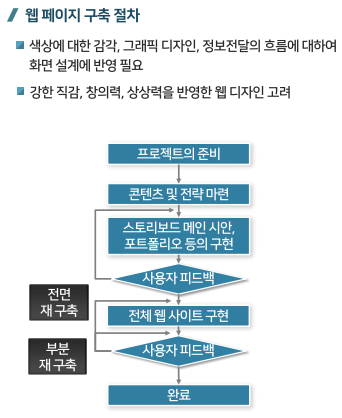 웹 페이지 구축 절차
색상에 대한 감각, 그래픽 디자인, 정보전달의 흐름에 대하여
화면 설계에 반영 필요
강한 직감, 창의력, 상상력을 반영한 웹 디자인 고려
프로젝트의 준비
콘텐츠 및 전략 마련
스토리보드 메인 시안,
포트폴리오 등의 구현
사용자 피드백
전면
재 구축
전체 웹 사이트 구현
부분
재 구축
사용자 피드백
완료